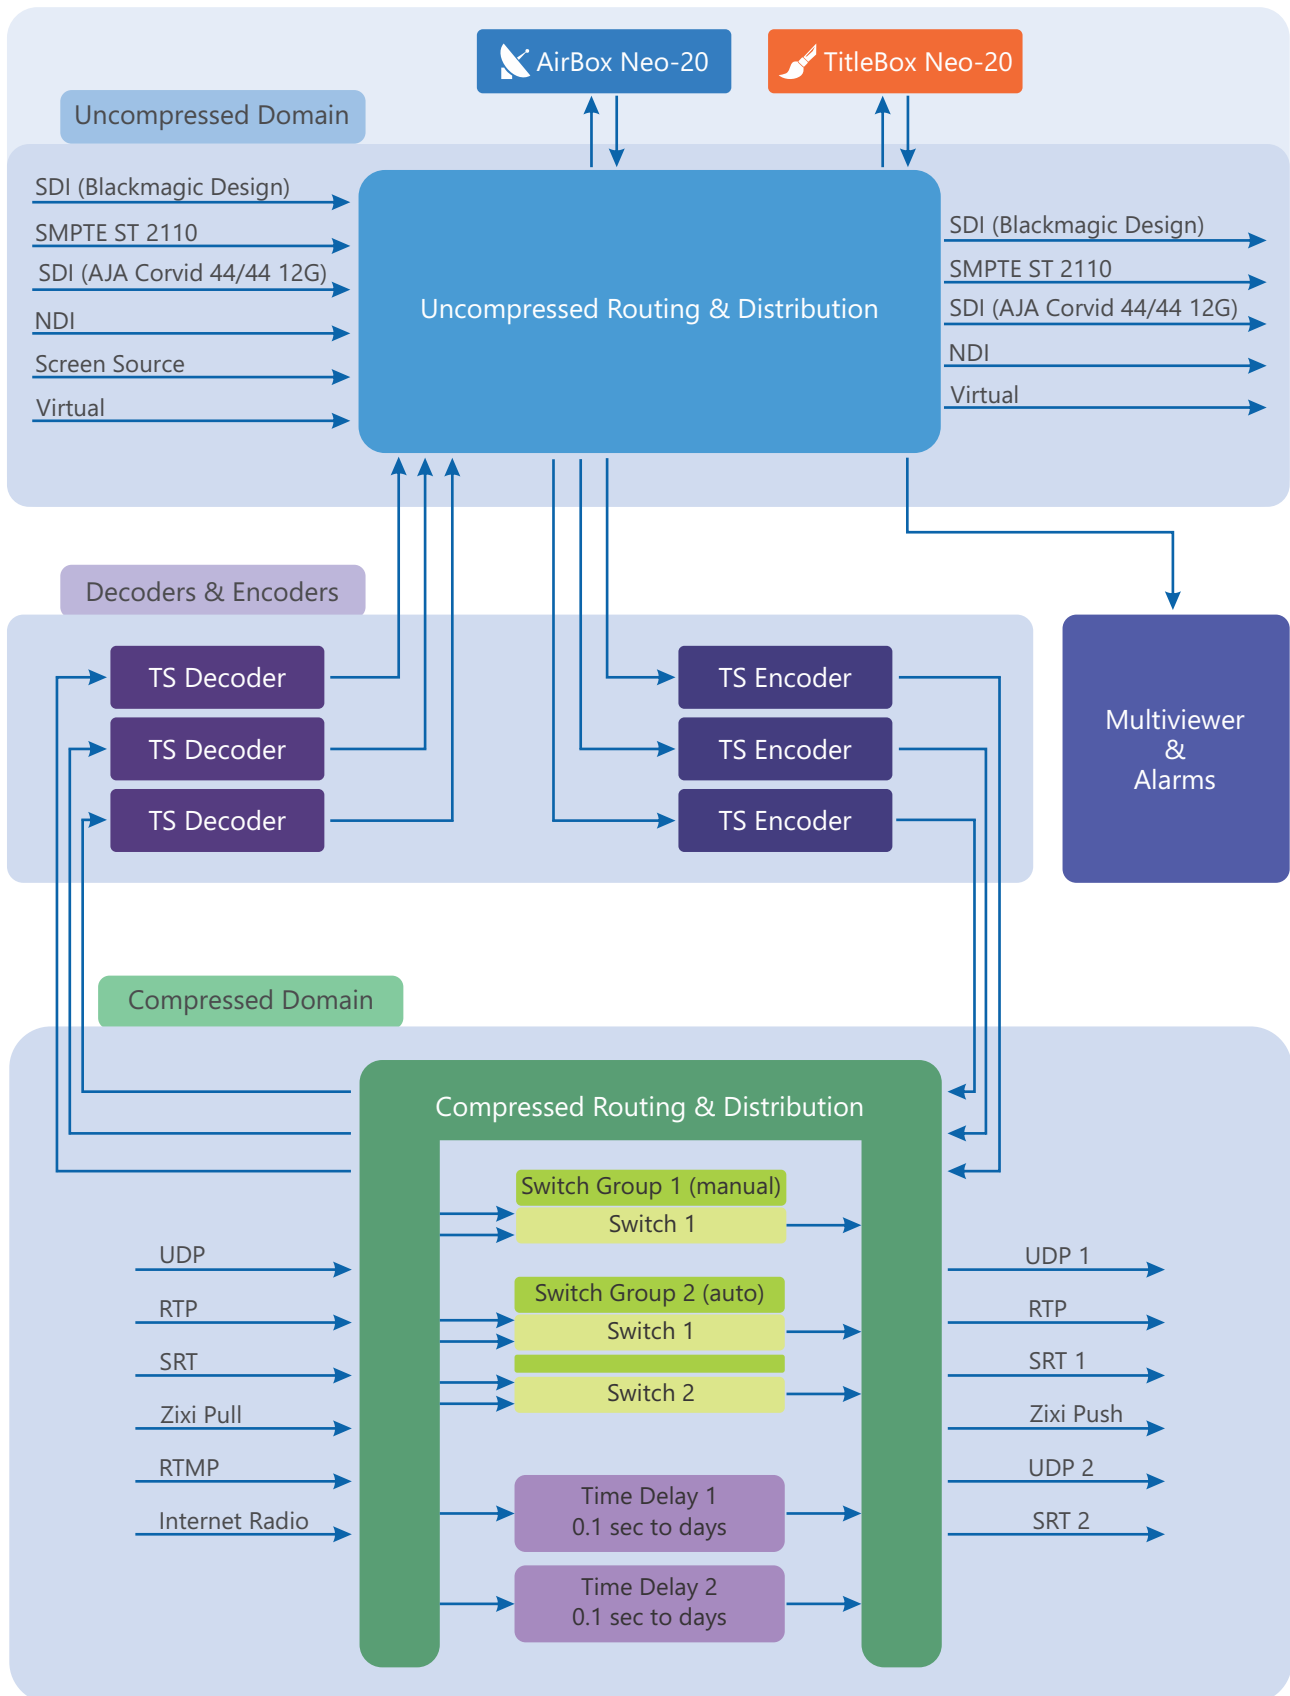 AirBox Neo-20
TitleBox Neo-20
Uncompressed Domain
SDI (Blackmagic Design)
SMPTE ST 2110
SDI (AJA Corvid 44/44 12G)
NDI
Screen Source
Virtual
Uncompressed Routing & Distribution
SDI (Blackmagic Design)
SMPTE ST 2110
SDI (AJA Corvid 44/44 12G)
NDI
Virtual
Decoders & Encoders
TS Decoder
TS Decoder
TS Decoder
TS Encoder
TS Encoder
TS Encoder
Multiviewer
&
Alarms
Compressed Domain
Compressed Routing & Distribution
Switch Group 1 (manual)
Switch 1
Switch Group 2 (auto)
Switch 1
Switch 2
Time Delay 1
0.1 sec to days
Time Delay 2
0.1 sec to days
UDP
RTP
SRT
Zixi Pull
RTMP
Internet Radio
UDP 1
RTP
SRT 1
Zixi Push
UDP 2
SRT 2